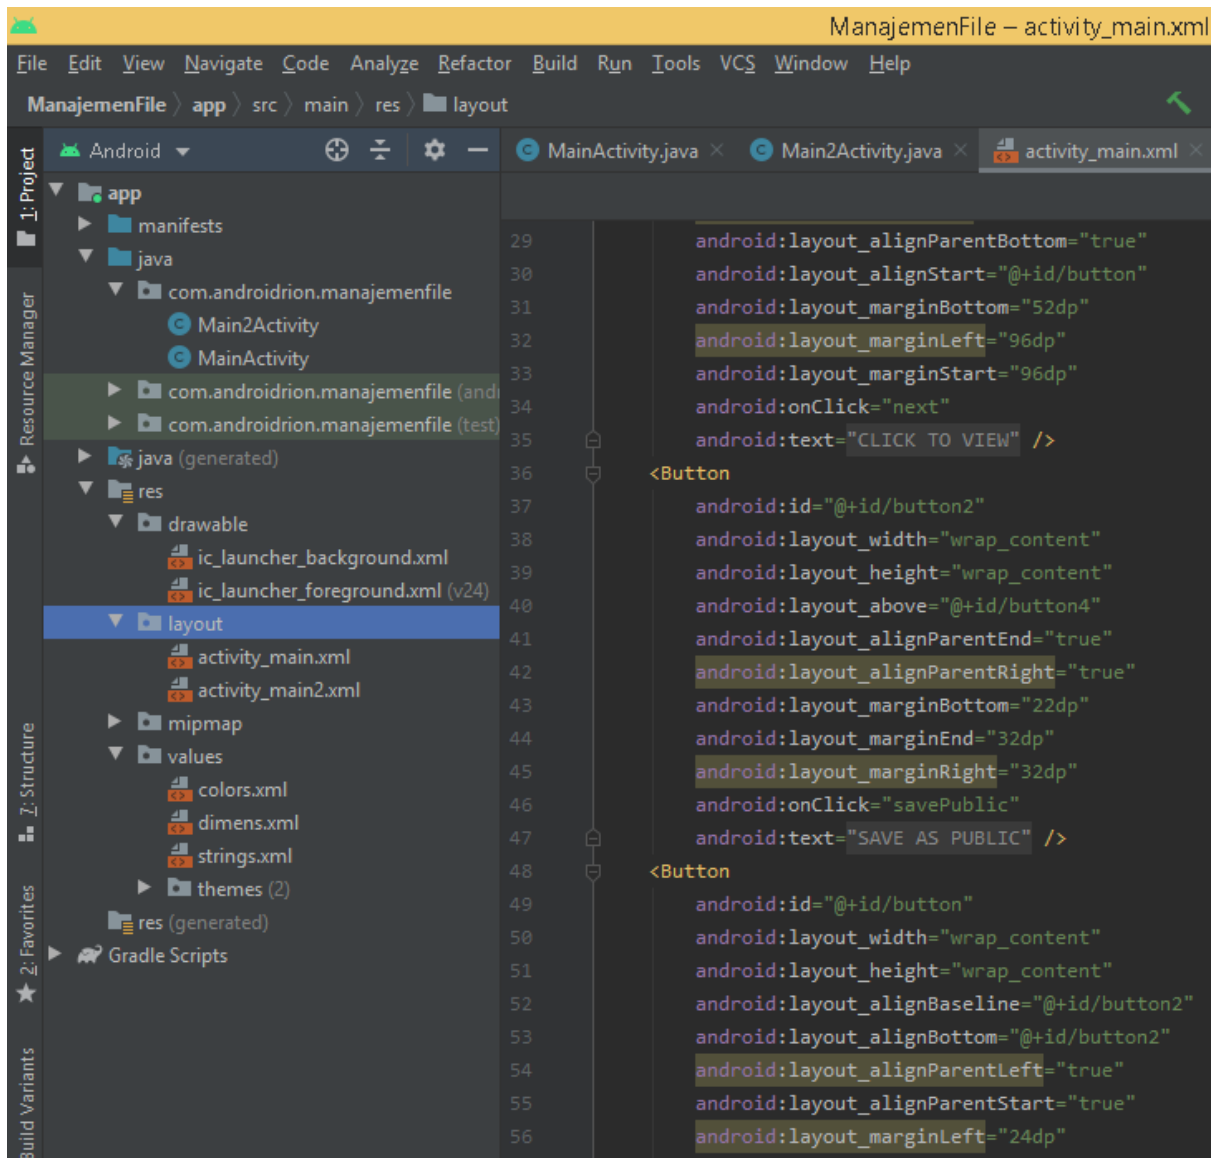 ManajemenFile – activity_main.xml
File Edit View Navigate Code Analyze Refactor Build Run Tools VCS Window Help
ManajemenFile app src main res layout
1: Project
Resource Manager
7: Structure
2: Favorites
Build Variants
Android
app
manifests
java
com.androidrion.manajemenfile
Main2Activity
MainActivity
com.androidrion.manajemenfile (andr
com.androidrion.manajemenfile (test)
java (generated)
res
drawable
ic_launcher_background.xml
ic_launcher_foreground.xml (v24)
layout
activity_main.xml
activity_main2.xml
mipmap
values
colors.xml
dimens.xml
strings.xml
themes (2)
res (generated)
Gradle Scripts
MainActivity.java Main2Activity.java activity_main.xml
29 android:layout_alignParentBottom="true"
30 android:layout_alignStart="@+id/button"
31 android:layout_marginBottom="52dp"
32 android:layout_marginLeft="96dp"
33 android:layout_marginStart="96dp"
34 android:onClick="next"
35 android:text="CLICK TO VIEW" />
36 <Button
37 android:id="@+id/button2"
38 android:layout_width="wrap_content"
39 android:layout_height="wrap_content"
40 android:layout_above="@+id/button4"
41 android:layout_alignParentEnd="true"
42 android:layout_alignParentRight="true"
43 android:layout_marginBottom="22dp"
44 android:layout_marginEnd="32dp"
45 android:layout_marginRight="32dp"
46 android:onClick="savePublic"
47 android:text="SAVE AS PUBLIC" />
48 <Button
49 android:id="@+id/button"
50 android:layout_width="wrap_content"
51 android:layout_height="wrap_content"
52 android:layout_alignBaseline="@+id/button2"
53 android:layout_alignBottom="@+id/button2"
54 android:layout_alignParentLeft="true"
55 android:layout_alignParentStart="true"
56 android:layout_marginLeft="24dp"